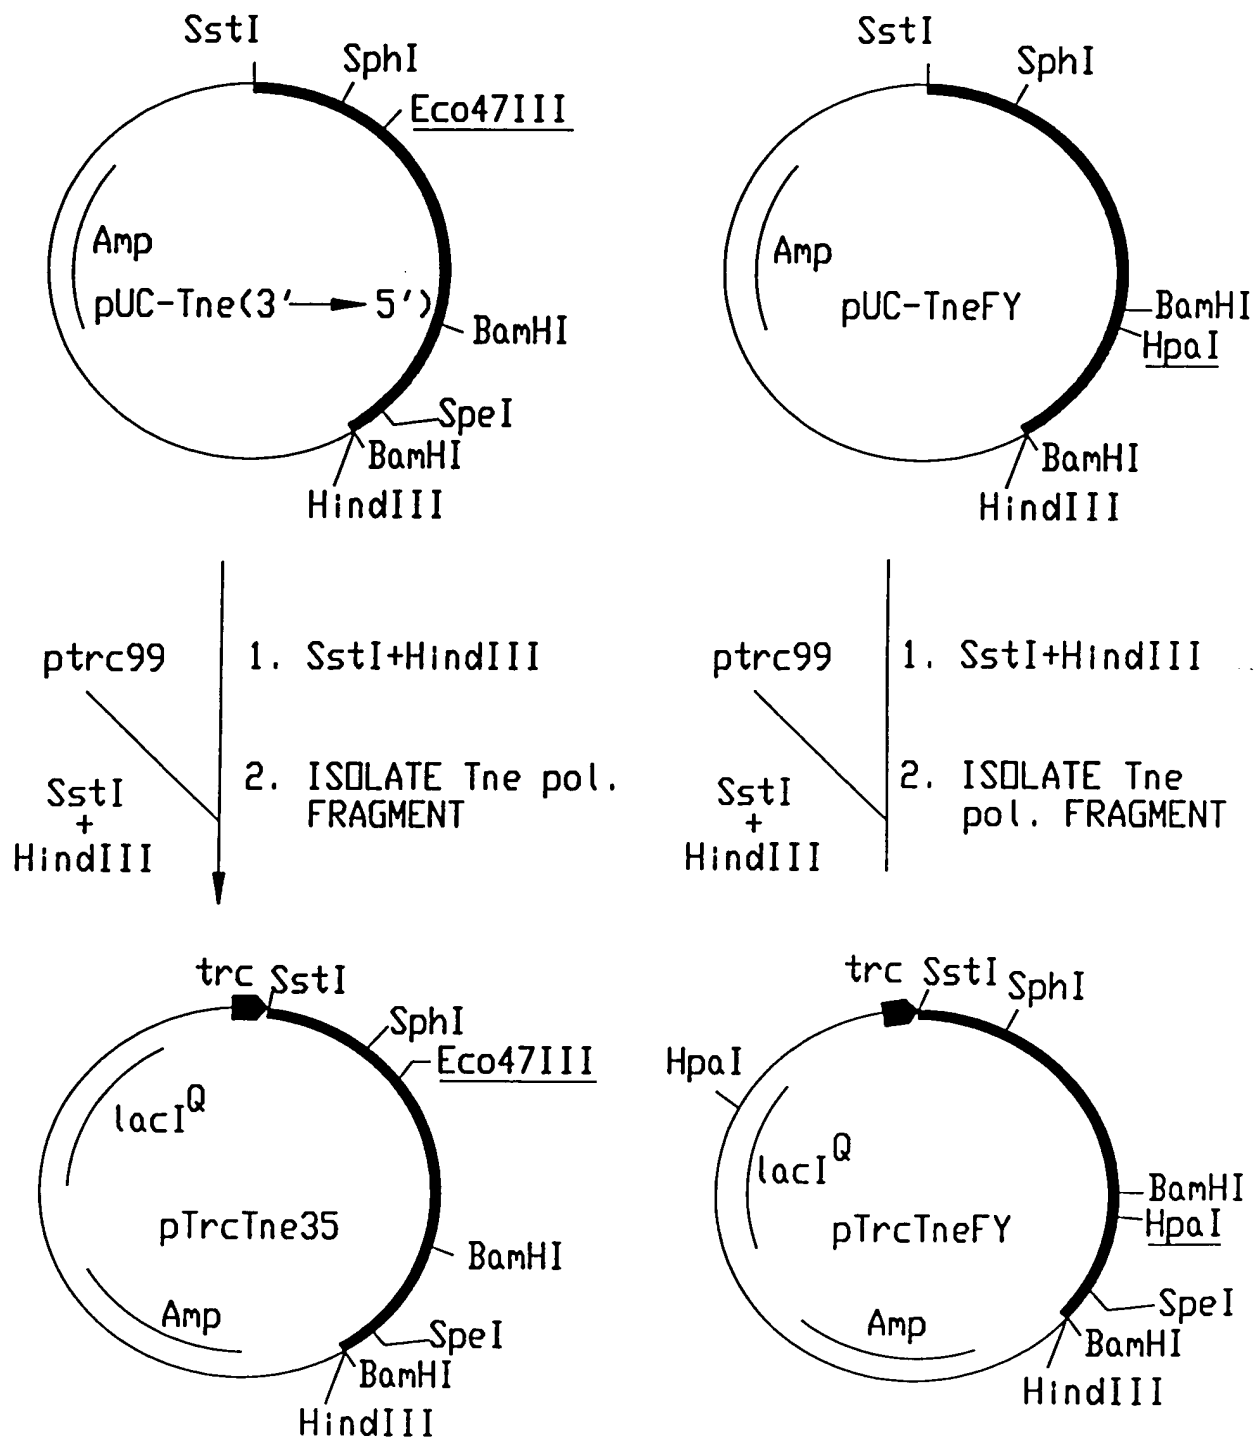 SstI
SphI
Eco47III
Amp
pUC-Tne(3′ 5′)
BamHI
SpeI
BamHI
HindIII
SstI
SphI
Amp
pUC-TneFY
BamHI
HpaI
BamHI
HindIII
ptrc99
SstI
+
HindIII
1. SstI+HindIII
2. ISOLATE Tne pol.
FRAGMENT
ptrc99
SstI
+
HindIII
1. SstI+HindIII
2. ISOLATE Tne
pol. FRAGMENT
trc SstI
SphI
Eco47III
lacI^Q
pTrcTne35
BamHI
Amp
SpeI
BamHI
HindIII
trc SstI
SphI
HpaI
lacI^Q
BamHI
pTrcTneFY
HpaI
Amp
SpeI
BamHI
HindIII